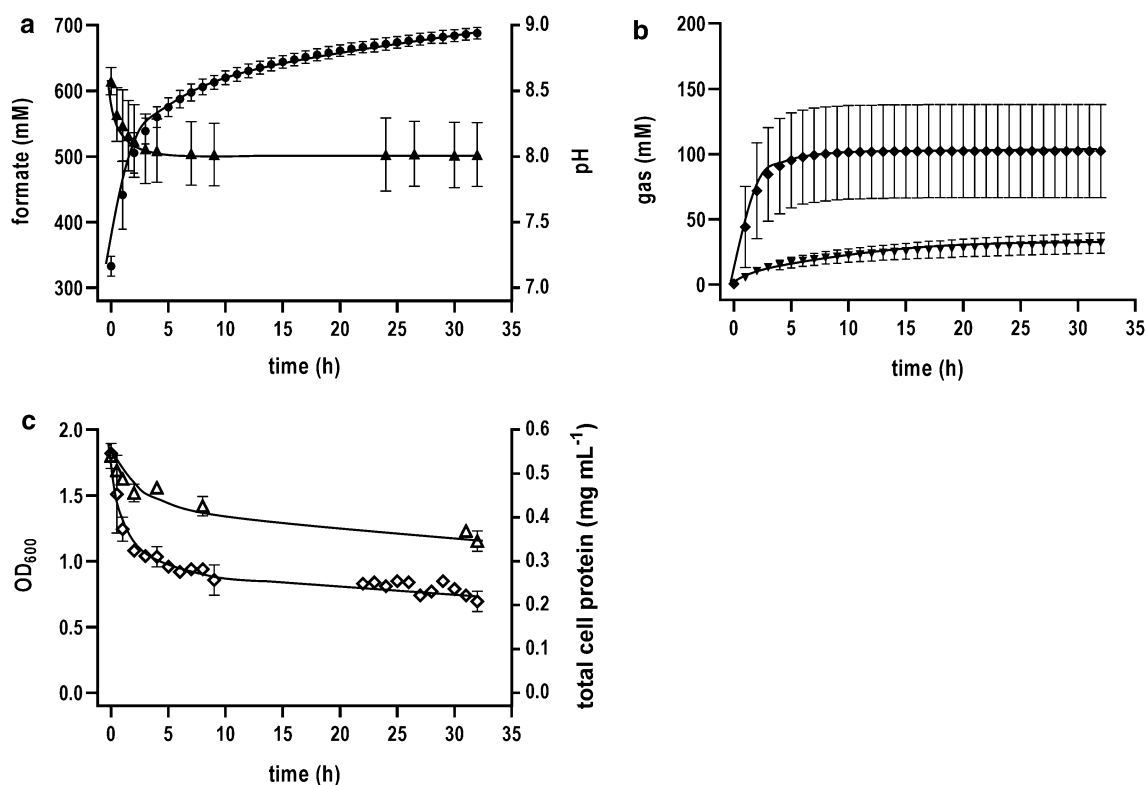 a
700
600
500
400
300
formate (mM)
9.0
8.5
8.0
7.5
7.0
pH
0 5 10 15 20 25 30 35
time (h)
b
200
150
100
50
0
gas (mM)
0 5 10 15 20 25 30 35
time (h)
c
2.0
1.5
1.0
0.5
0.0
OD600
0.6
0.5
0.4
0.3
0.2
0.1
0.0
total cell protein (mg mL-1)
0 5 10 15 20 25 30 35
time (h)